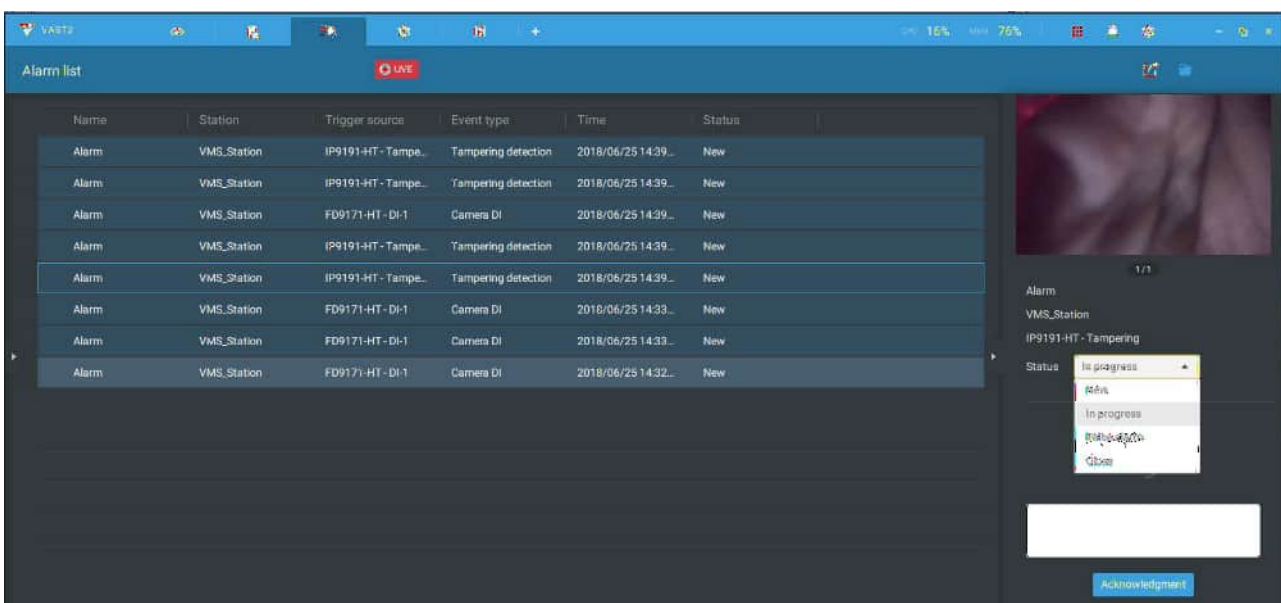 VAST2 CPU 16% MEM 76%
Alarm list LIVE
Name Station Trigger source Event type Time Status
Alarm VMS_Station IP9191-HT - Tampe... Tampering detection 2018/06/25 14:39... New
Alarm VMS_Station IP9191-HT - Tampe... Tampering detection 2018/06/25 14:39... New
Alarm VMS_Station FD9171-HT - DI-1 Camera DI 2018/06/25 14:39... New
Alarm VMS_Station IP9191-HT - Tampe... Tampering detection 2018/06/25 14:39... New
Alarm VMS_Station IP9191-HT - Tampe... Tampering detection 2018/06/25 14:39... New
Alarm VMS_Station FD9171-HT - DI-1 Camera DI 2018/06/25 14:33... New
Alarm VMS_Station FD9171-HT - DI-1 Camera DI 2018/06/25 14:33... New
Alarm VMS_Station FD9171-HT - DI-1 Camera DI 2018/06/25 14:32... New
1/1
Alarm
VMS_Station
IP9191-HT - Tampering
Status In progress
New
In progress
Close
Acknowledgment